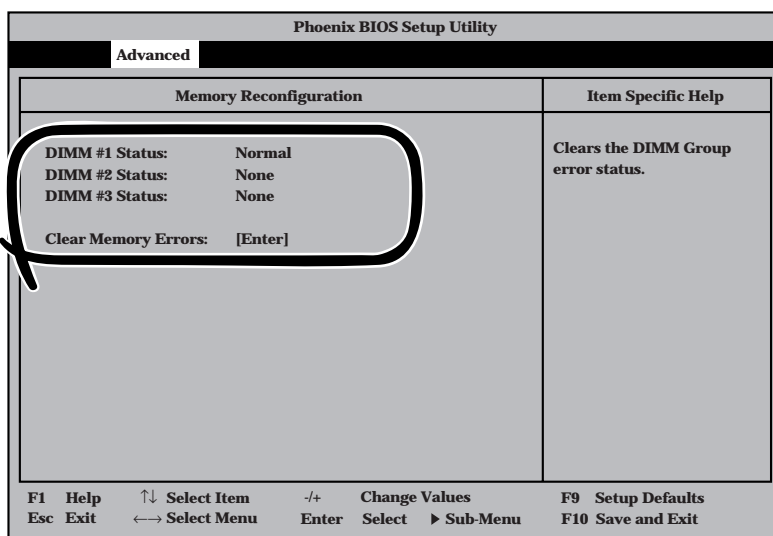 Phoenix BIOS Setup Utility
Advanced
Memory Reconfiguration
Item Specific Help
DIMM #1 Status: Normal
DIMM #2 Status: None
DIMM #3 Status: None
Clear Memory Errors: [Enter]
Clears the DIMM Group
error status.
F1 Help ↑↓ Select Item -/+ Change Values F9 Setup Defaults
Esc Exit ←→ Select Menu Enter Select ▶ Sub-Menu F10 Save and Exit